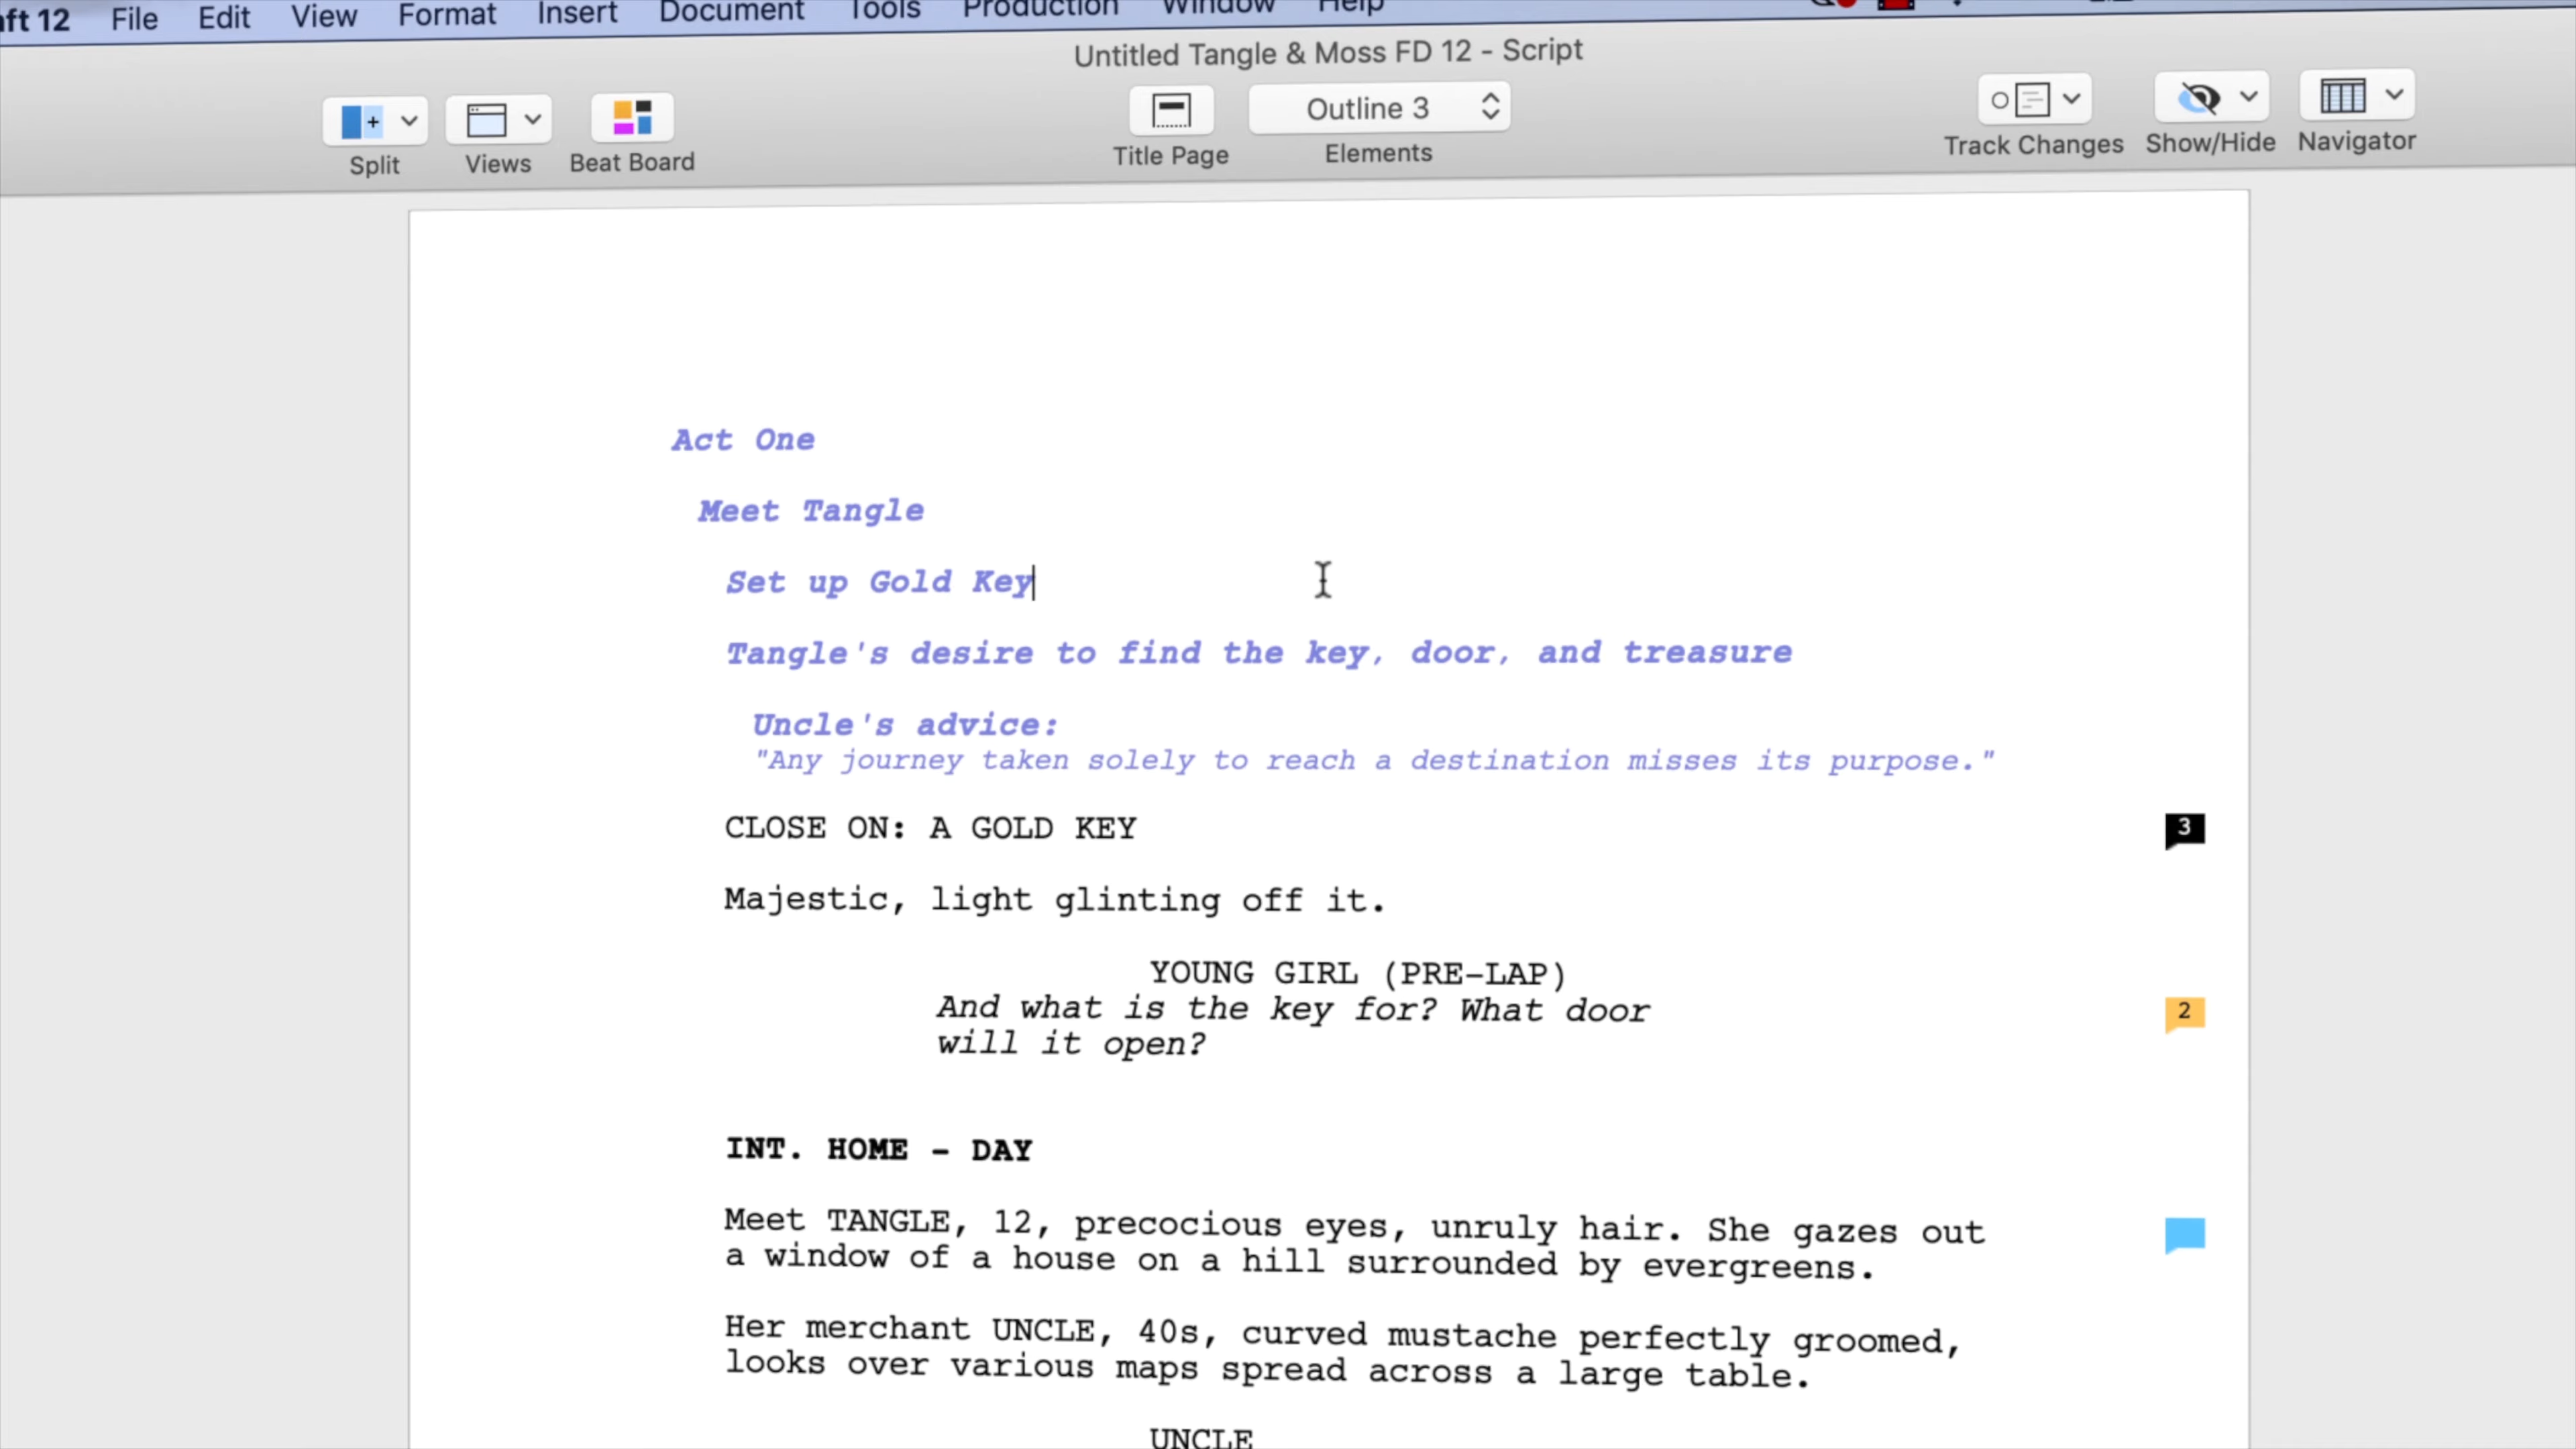 ft 12 File Edit View Format Insert Document Tools Production Window Help
Untitled Tangle & Moss FD 12 - Script
Outline 3
Split Views Beat Board Title Page Elements Track Changes Show/Hide Navigator
Act One
Meet Tangle
Set up Gold Key
Tangle's desire to find the key, door, and treasure
Uncle's advice:
"Any journey taken solely to reach a destination misses its purpose."
CLOSE ON: A GOLD KEY
3
Majestic, light glinting off it.
YOUNG GIRL (PRE-LAP)
And what is the key for? What door
2
will it open?
INT. HOME - DAY
Meet TANGLE, 12, precocious eyes, unruly hair. She gazes out
a window of a house on a hill surrounded by evergreens.
Her merchant UNCLE, 40s, curved mustache perfectly groomed,
looks over various maps spread across a large table.
UNCLE